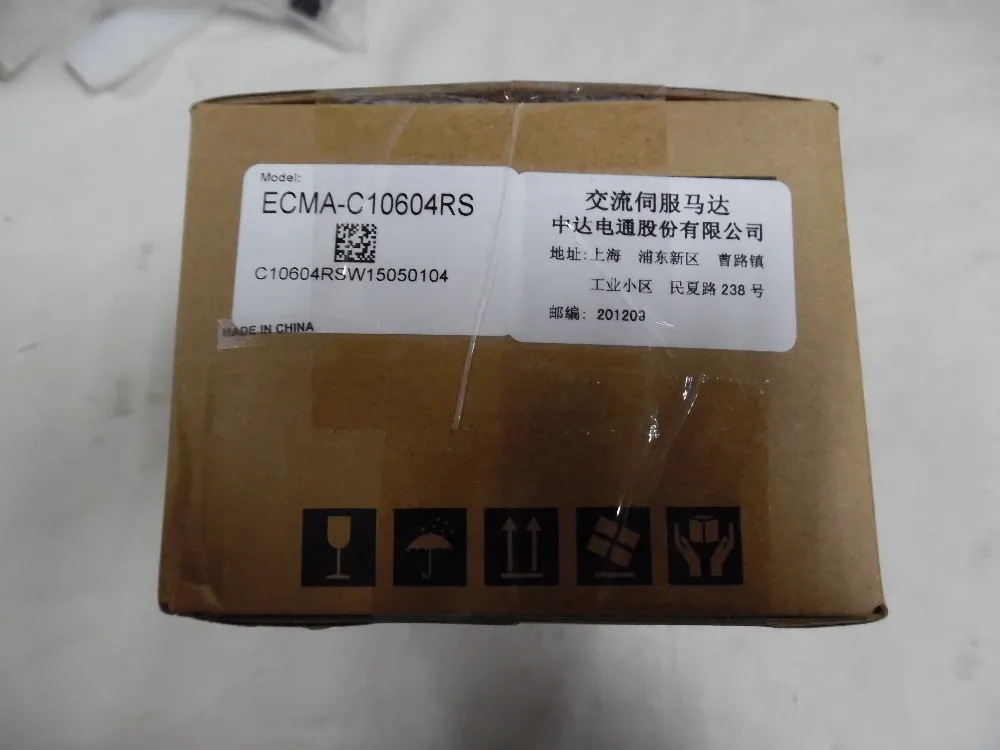 Model:
ECMA-C10604RS
C10604RSW15050104
MADE IN CHINA
交流伺服马达
中达电通股份有限公司
地址:上海 浦东新区 曹路镇
工业小区 民夏路 238 号
邮编: 201209